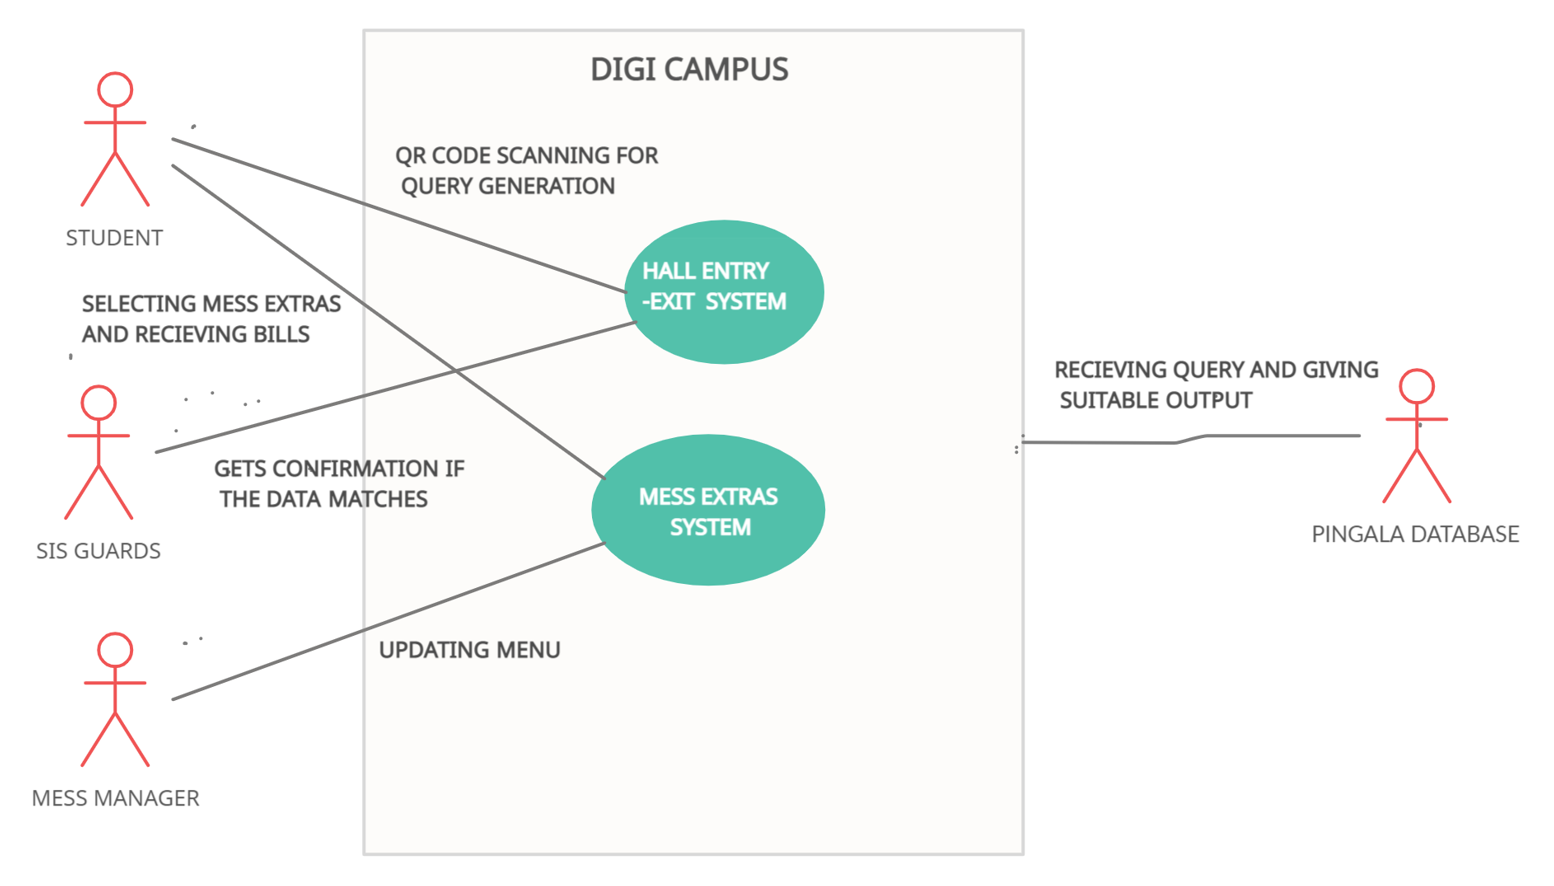 DIGI CAMPUS
QR CODE SCANNING FOR
QUERY GENERATION
STUDENT
HALL ENTRY
-EXIT SYSTEM
SELECTING MESS EXTRAS
AND RECIEVING BILLS
RECIEVING QUERY AND GIVING
SUITABLE OUTPUT
GETS CONFIRMATION IF
THE DATA MATCHES
MESS EXTRAS
SYSTEM
PINGALA DATABASE
SIS GUARDS
UPDATING MENU
MESS MANAGER